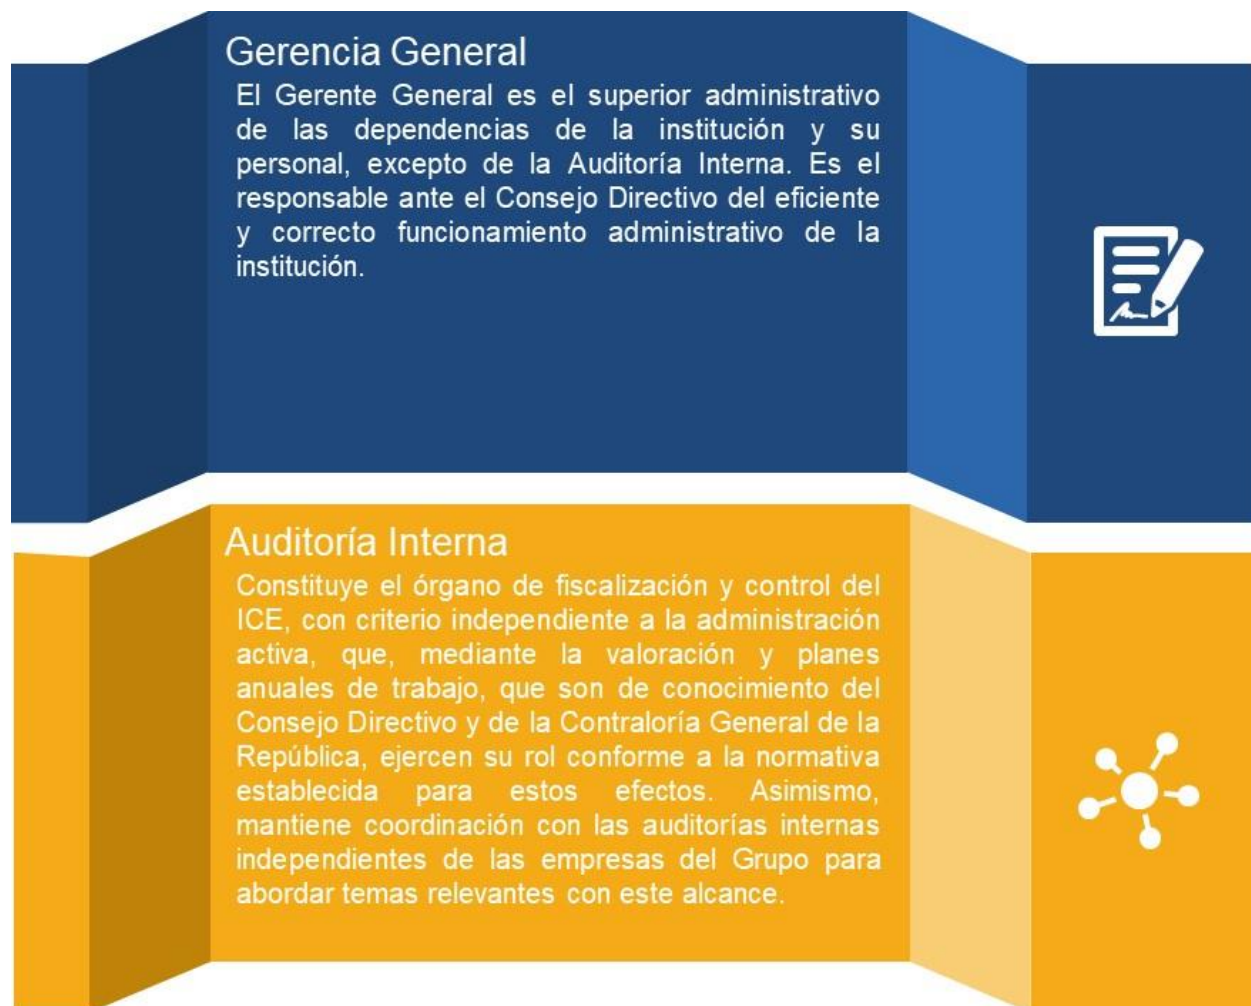 Gerencia General
El Gerente General es el superior administrativo
de las dependencias de la institución y su
personal, excepto de la Auditoría Interna. Es el
responsable ante el Consejo Directivo del eficiente
y correcto funcionamiento administrativo de la
institución.
Auditoría Interna
Constituye el órgano de fiscalización y control del
ICE, con criterio independiente a la administración
activa, que, mediante la valoración y planes
anuales de trabajo, que son de conocimiento del
Consejo Directivo y de la Contraloría General de la
República, ejercen su rol conforme a la normativa
establecida para estos efectos. Asimismo,
mantiene coordinación con las auditorías internas
independientes de las empresas del Grupo para
abordar temas relevantes con este alcance.